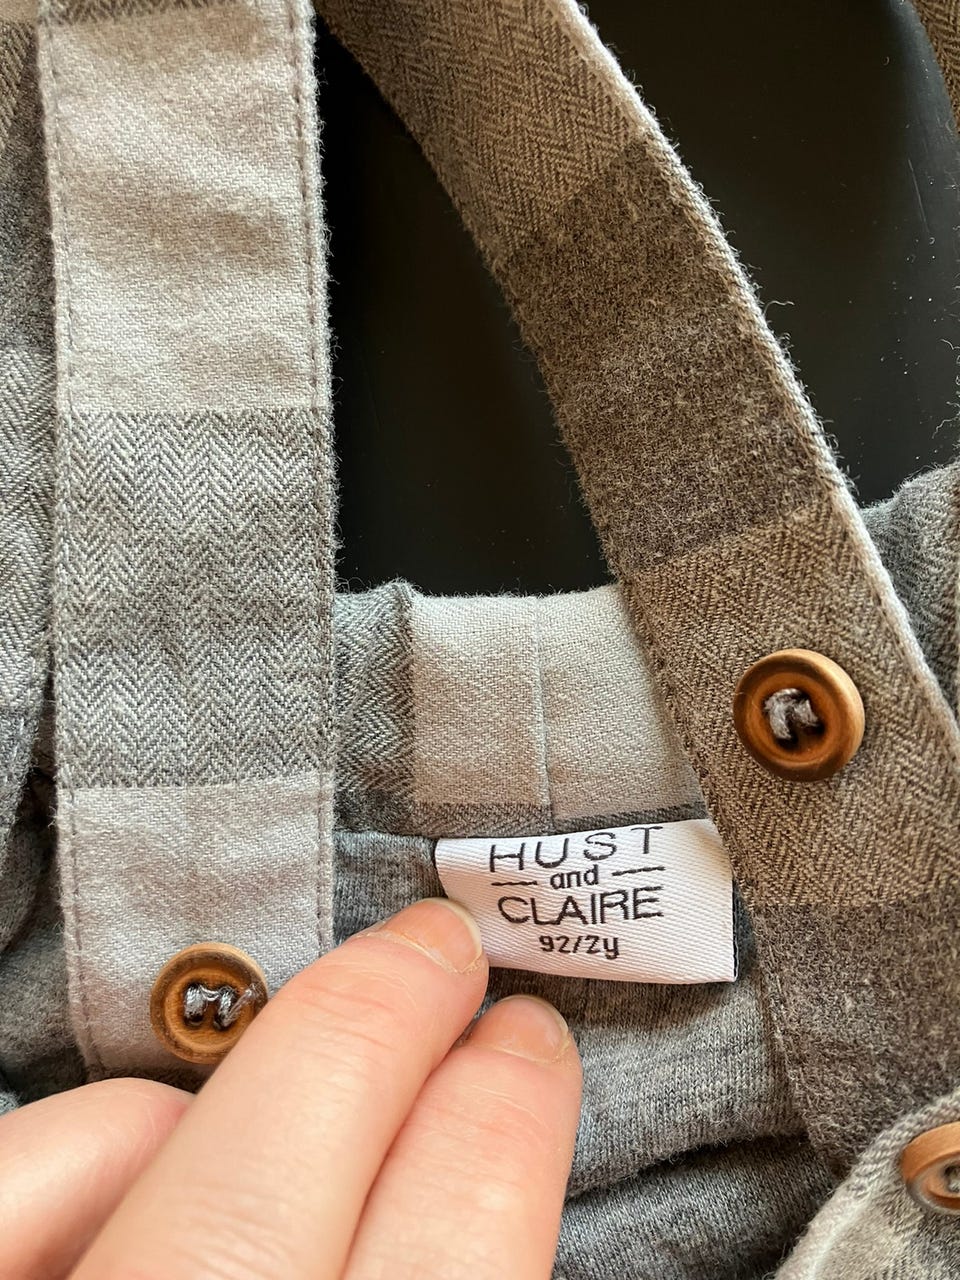 HUST
and
CLAIRE
92/2y